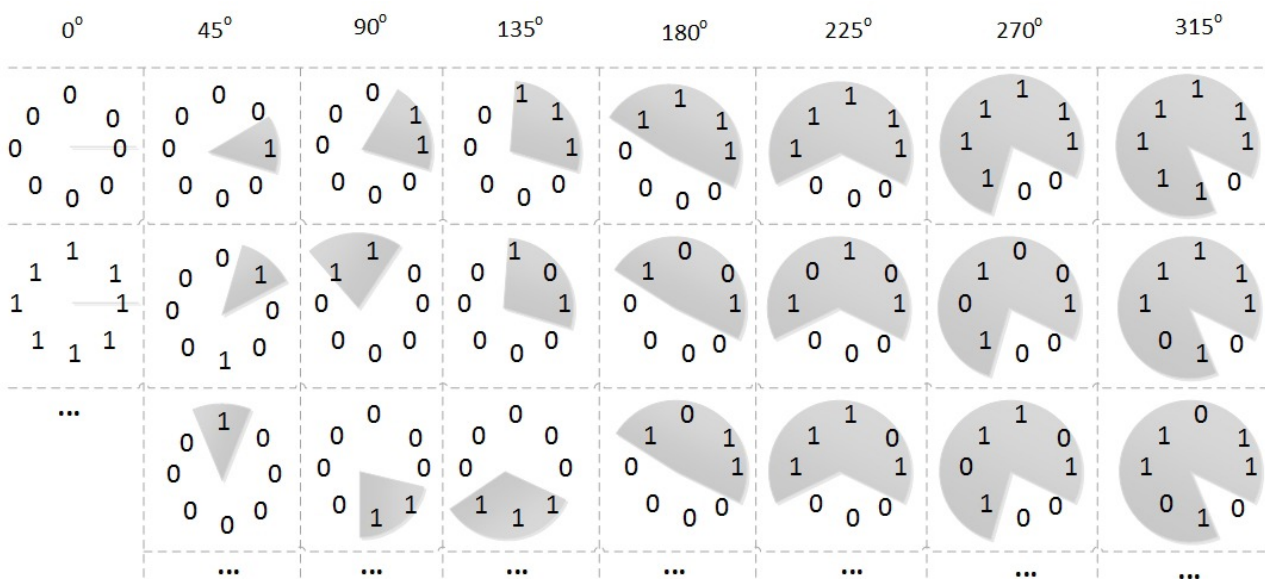 0° 45° 90° 135° 180° 225° 270° 315°
0 0 0 1 1 1 1 1
0 0 0 0 0 1 0 1 1 1 1 1 1 1 1 1
0 0 0 1 0 1 0 1 0 1 1 1 1 1 1 1
0 0 0 0 0 0 0 0 0 0 0 0 0 0 0 0 0 0 1 0 0 1 1 0
1 0 1 1 0 1 0 1
1 1 0 1 1 0 0 0 1 0 0 0 1 0 1 1
1 1 0 0 0 0 0 1 0 1 1 1 0 1 1 1
1 1 1 0 1 0 0 0 0 0 0 0 0 0 0 0 0 0 1 0 0 0 1 0
... 1 0 0 0 1 1 0
0 0 0 0 0 0 1 1 1 0 1 0 1 1
0 0 0 0 0 0 0 1 1 1 0 1 1 1
0 0 0 0 1 1 1 1 1 0 0 0 0 0 0 1 0 0 0 1 0
... ... ... ... ... ... ...